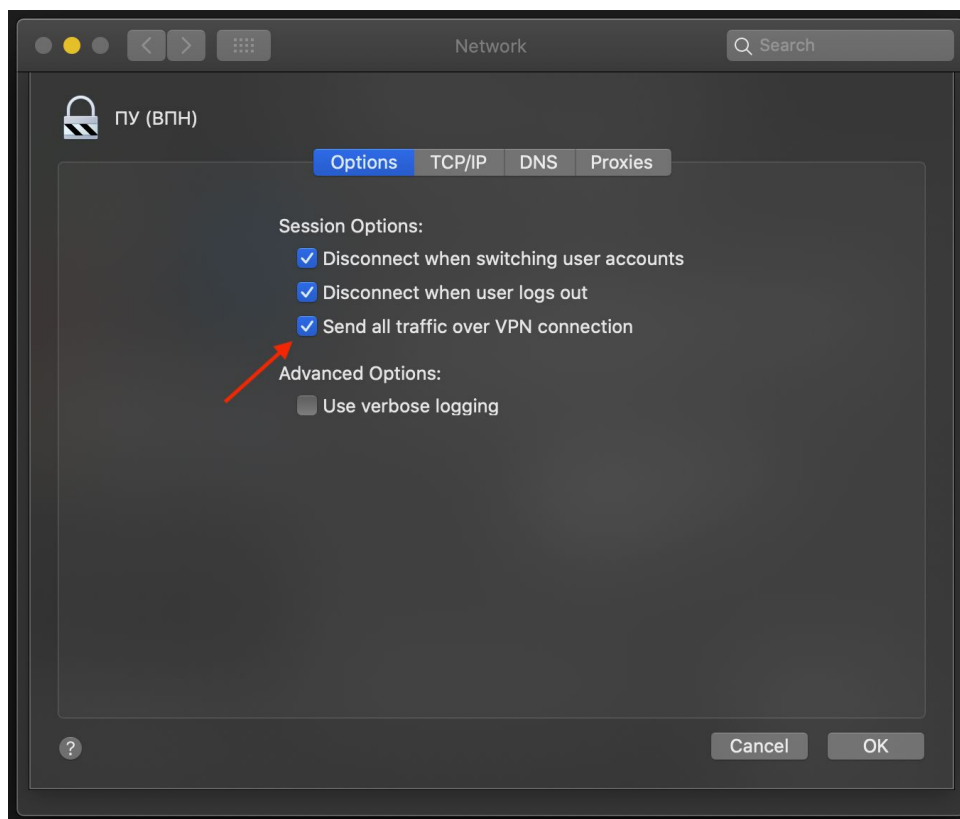 Network
Search
ПУ (ВПН)
Options TCP/IP DNS Proxies
Session Options:
Disconnect when switching user accounts
Disconnect when user logs out
Send all traffic over VPN connection
Advanced Options:
Use verbose logging
?
Cancel OK